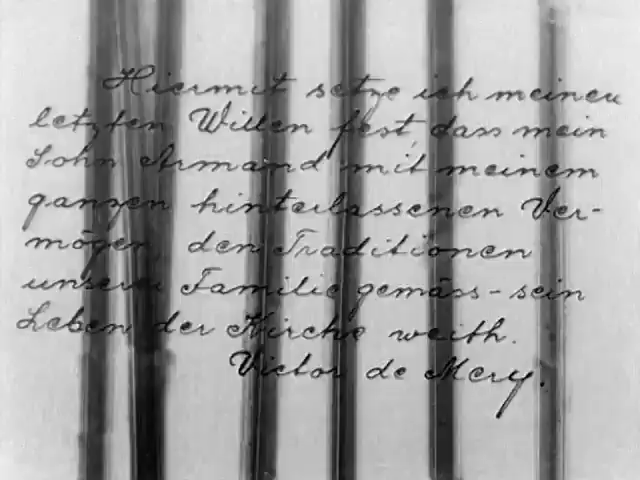 Hiermit setze ich meinen
letzten Willen fest, dass mein
Sohn Armand mit meinem
ganzen hinterlassenen Ver-
mögen, den Traditionen
unserer Familie gemäss - sein
Leben der Kirche weith.
Victor de Mery.